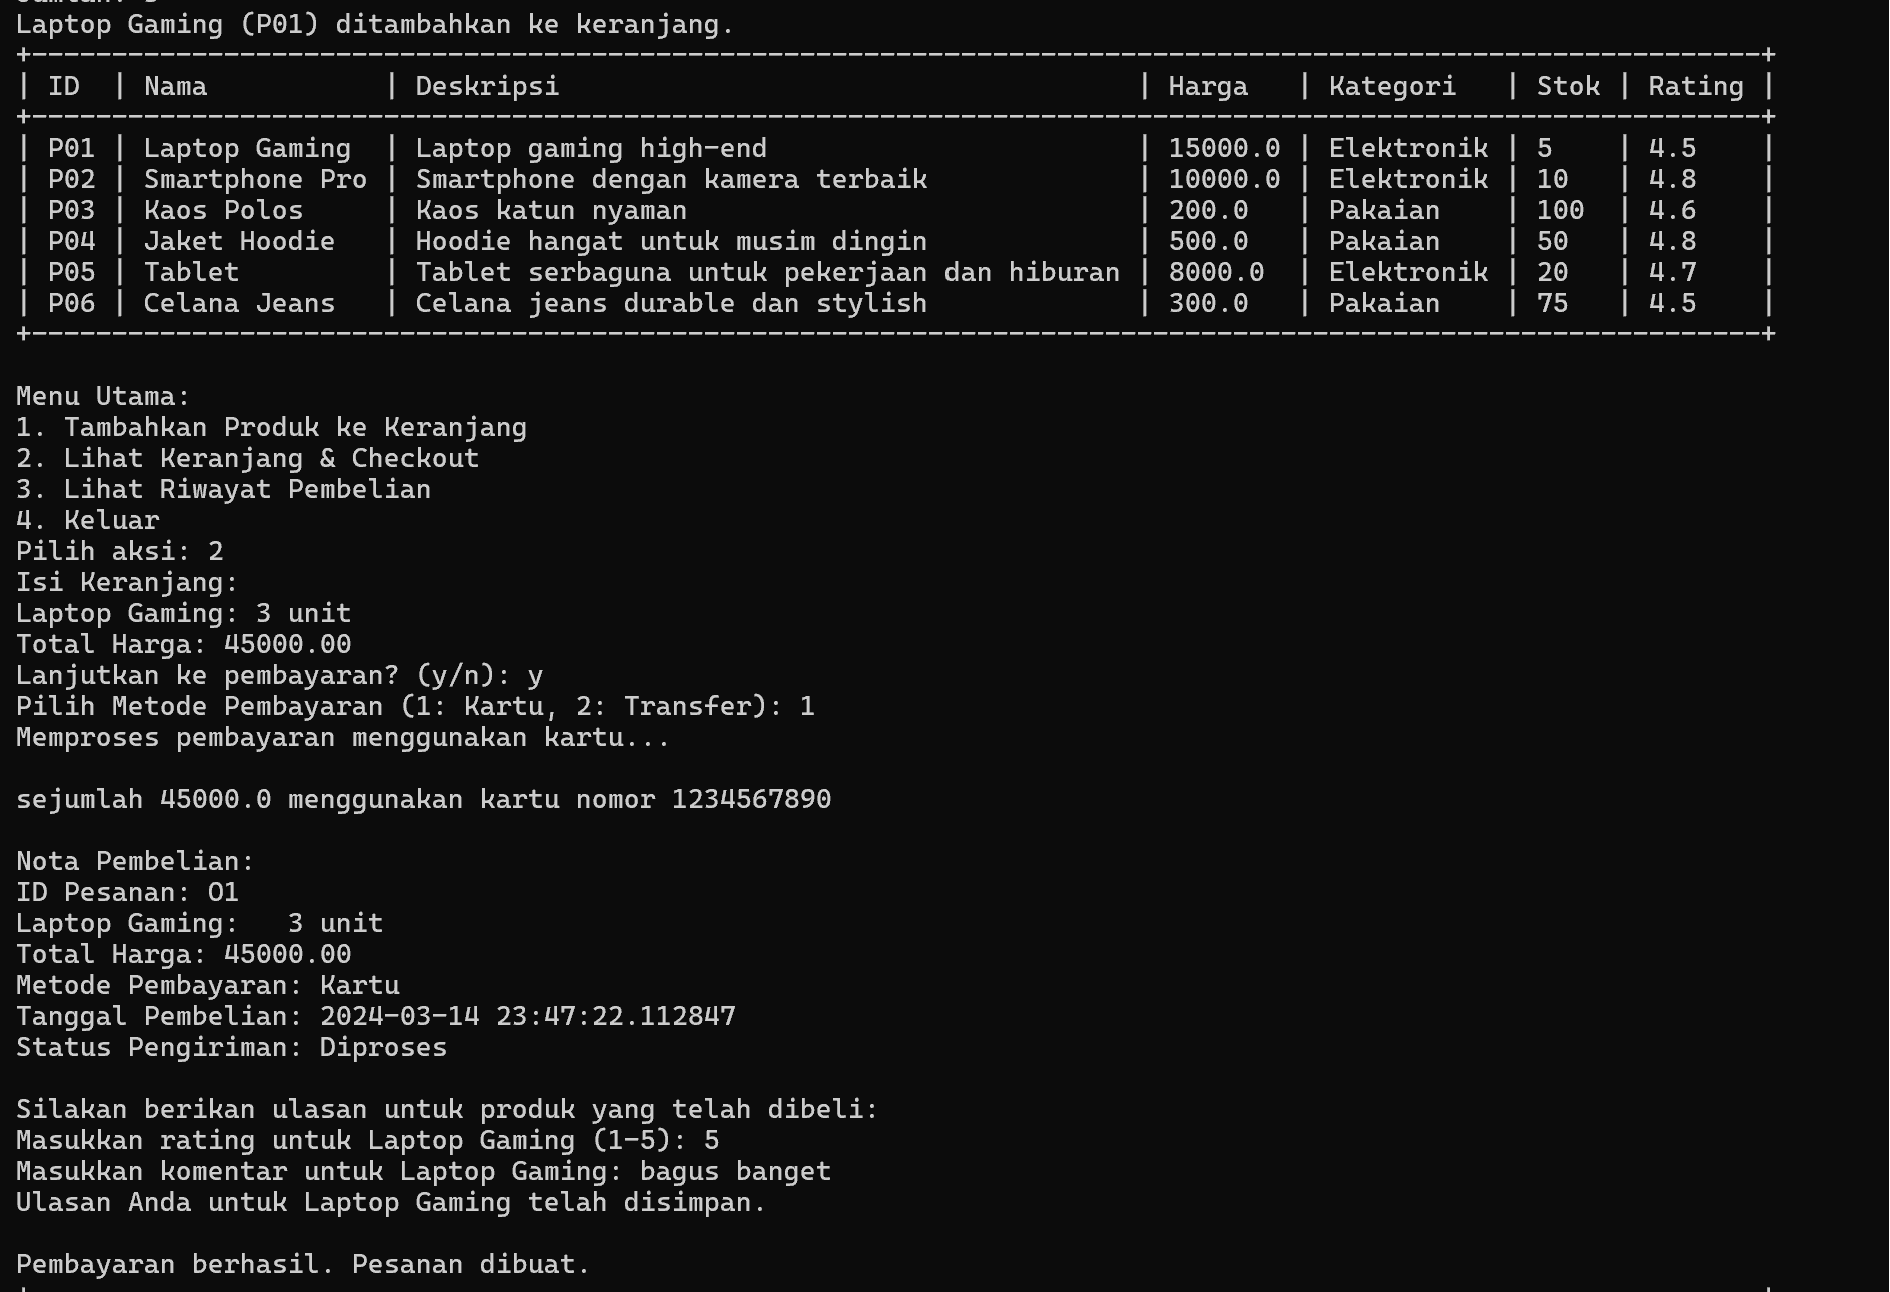 Laptop Gaming (P01) ditambahkan ke keranjang.
+------------------------------------------------------------------------------------------------------------+
| ID  | Nama           | Deskripsi                                    | Harga   | Kategori   | Stok | Rating |
+------------------------------------------------------------------------------------------------------------+
| P01 | Laptop Gaming  | Laptop gaming high-end                       | 15000.0 | Elektronik | 5    | 4.5    |
| P02 | Smartphone Pro | Smartphone dengan kamera terbaik             | 10000.0 | Elektronik | 10   | 4.8    |
| P03 | Kaos Polos     | Kaos katun nyaman                            | 200.0   | Pakaian    | 100  | 4.6    |
| P04 | Jaket Hoodie   | Hoodie hangat untuk musim dingin             | 500.0   | Pakaian    | 50   | 4.8    |
| P05 | Tablet         | Tablet serbaguna untuk pekerjaan dan hiburan | 8000.0  | Elektronik | 20   | 4.7    |
| P06 | Celana Jeans   | Celana jeans durable dan stylish             | 300.0   | Pakaian    | 75   | 4.5    |
+------------------------------------------------------------------------------------------------------------+
Menu Utama:
1. Tambahkan Produk ke Keranjang
2. Lihat Keranjang & Checkout
3. Lihat Riwayat Pembelian
4. Keluar
Pilih aksi: 2
Isi Keranjang:
Laptop Gaming: 3 unit
Total Harga: 45000.00
Lanjutkan ke pembayaran? (y/n): y
Pilih Metode Pembayaran (1: Kartu, 2: Transfer): 1
Memproses pembayaran menggunakan kartu...
sejumlah 45000.0 menggunakan kartu nomor 1234567890
Nota Pembelian:
ID Pesanan: O1
Laptop Gaming:   3 unit
Total Harga: 45000.00
Metode Pembayaran: Kartu
Tanggal Pembelian: 2024-03-14 23:47:22.112847
Status Pengiriman: Diproses
Silakan berikan ulasan untuk produk yang telah dibeli:
Masukkan rating untuk Laptop Gaming (1-5): 5
Masukkan komentar untuk Laptop Gaming: bagus banget
Ulasan Anda untuk Laptop Gaming telah disimpan.
Pembayaran berhasil. Pesanan dibuat.